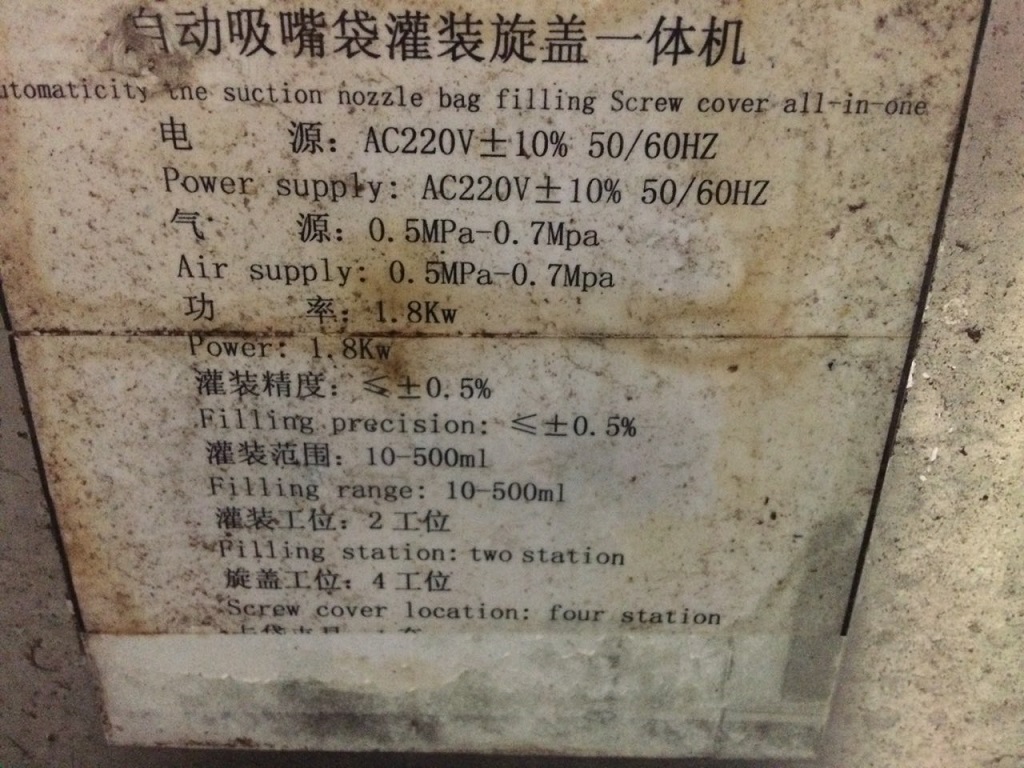 自动吸嘴袋灌装旋盖一体机
utomaticity the suction nozzle bag filling Screw cover all-in-one
电 源: AC220V±10% 50/60HZ
Power supply: AC220V±10% 50/60HZ
气 源: 0.5MPa-0.7Mpa
Air supply: 0.5MPa-0.7Mpa
功 率: 1.8Kw
Power: 1.8Kw
灌装精度: ≤±0.5%
Filling precision: ≤±0.5%
灌装范围: 10-500ml
Filling range: 10-500ml
灌装工位: 2工位
Filling station: two station
旋盖工位: 4工位
Screw cover location: four station